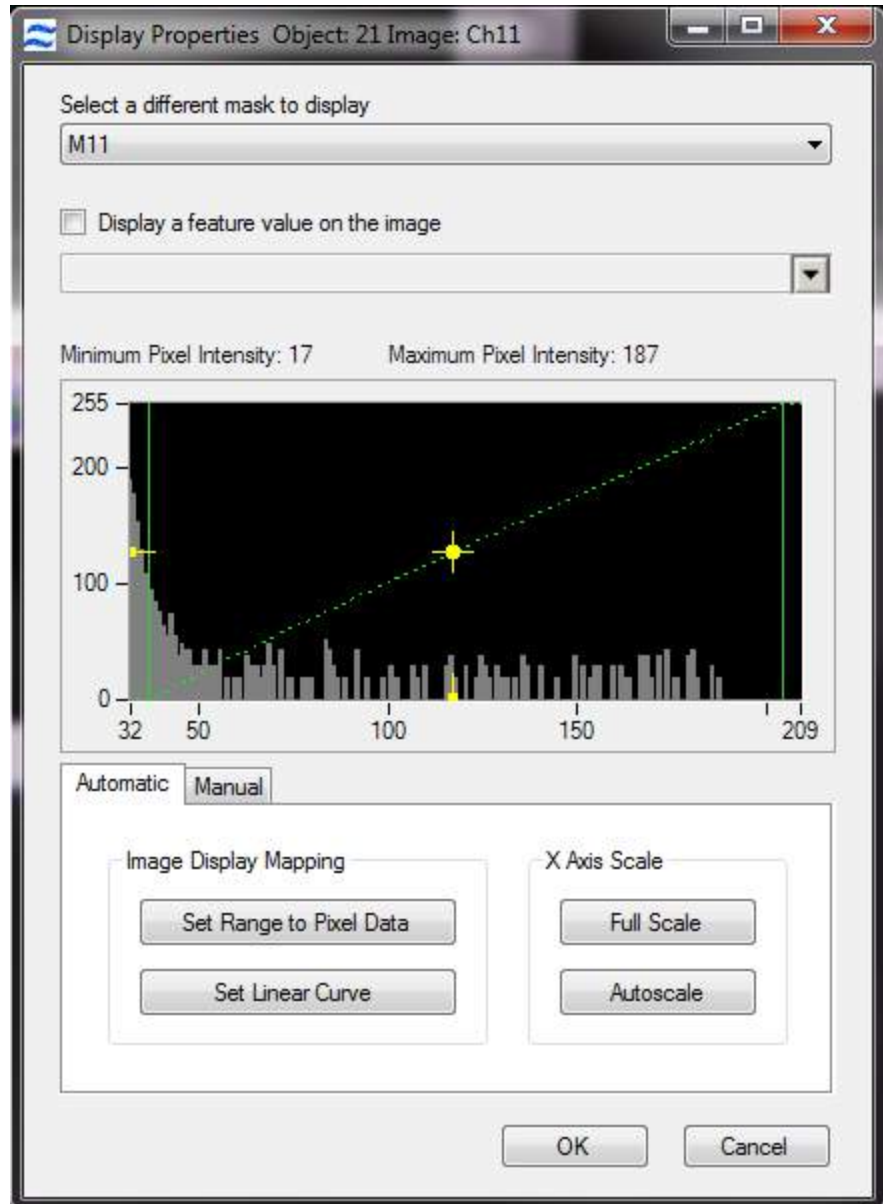 Display Properties Object: 21 Image: Ch11
Select a different mask to display
M11
Display a feature value on the image
Minimum Pixel Intensity: 17 Maximum Pixel Intensity: 187
255
200
100
0
32 50 100 150 209
Automatic Manual
Image Display Mapping X Axis Scale
Set Range to Pixel Data Full Scale
Set Linear Curve Autoscale
OK Cancel